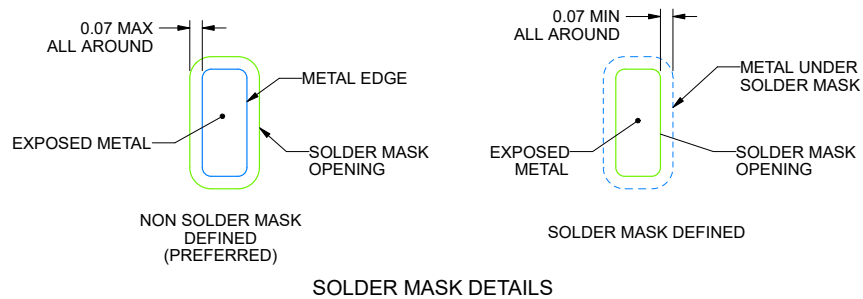 0.07 MAX
ALL AROUND
METAL EDGE
EXPOSED METAL
SOLDER MASK
OPENING
NON SOLDER MASK
DEFINED
(PREFERRED)
0.07 MIN
ALL AROUND
METAL UNDER
SOLDER MASK
EXPOSED
METAL
SOLDER MASK
OPENING
SOLDER MASK DEFINED
SOLDER MASK DETAILS